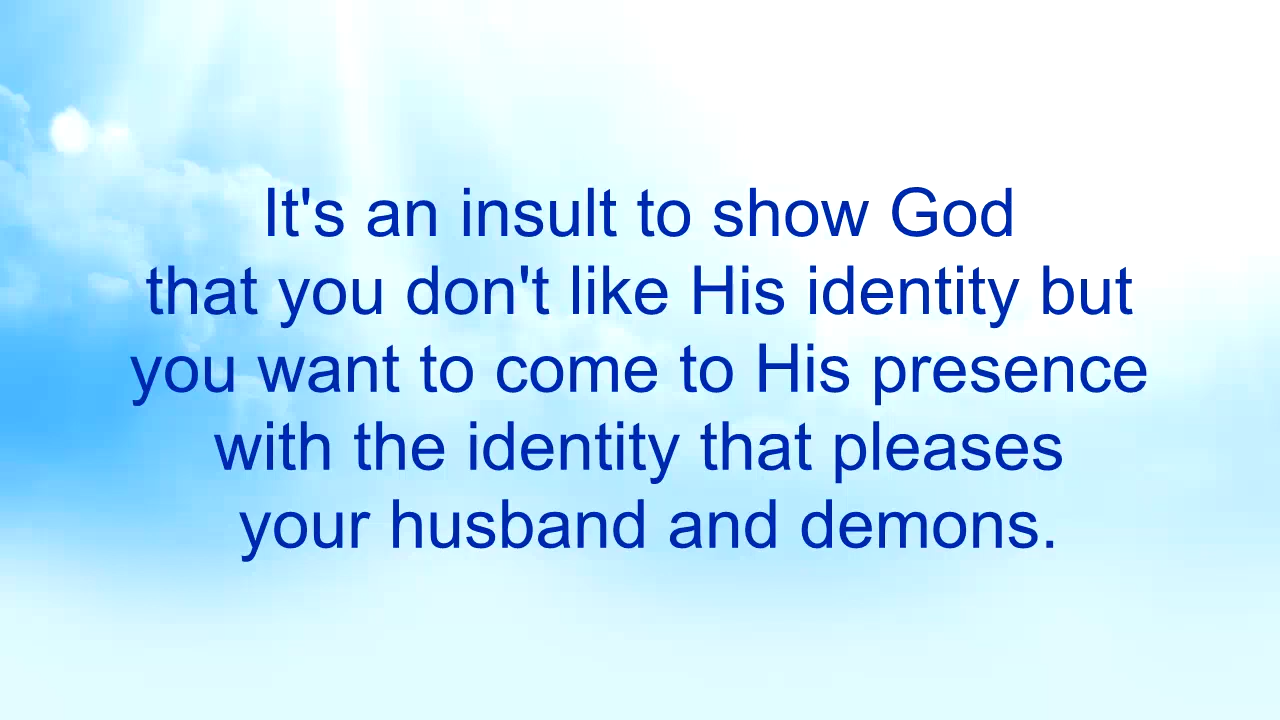 It's an insult to show God
that you don't like His identity but
you want to come to His presence
with the identity that pleases
your husband and demons.